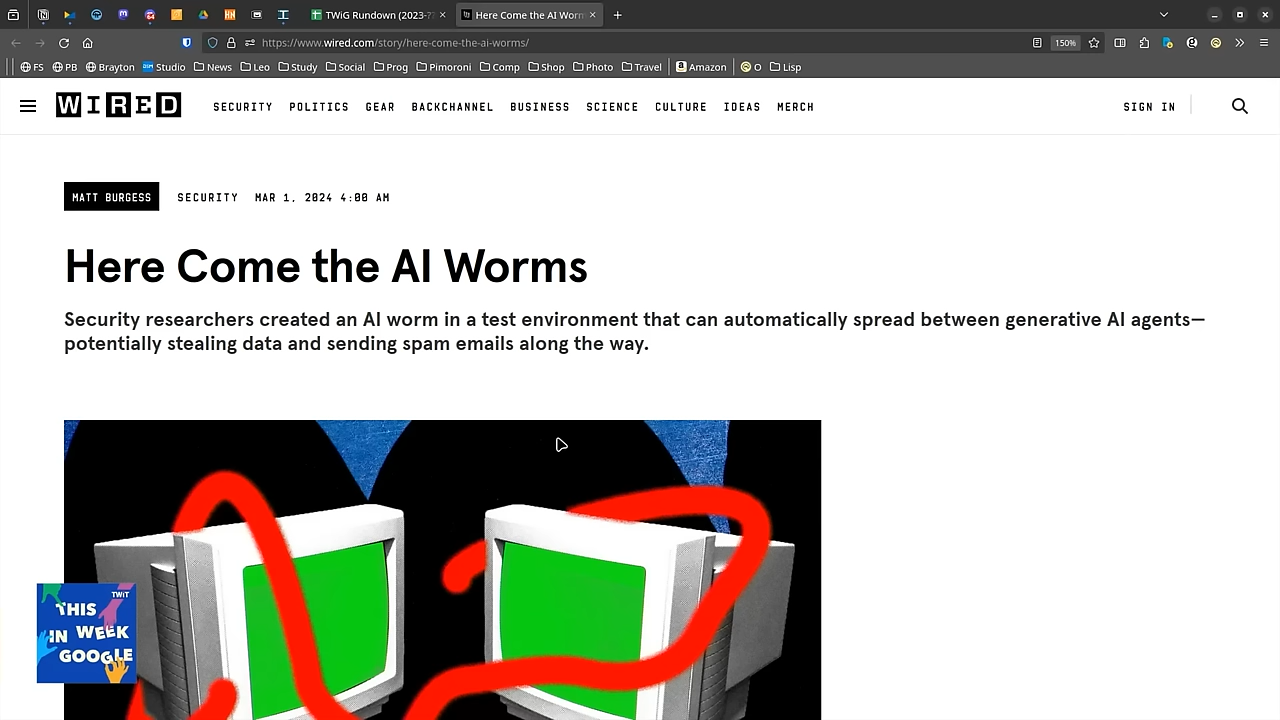 TWiG Rundown (2023-??
Here Come the AI Worm
https://www.wired.com/story/here-come-the-ai-worms/
150%
FS PB Brayton Studio News Leo Study Social Prog Pimoroni Comp Shop Photo Travel Amazon O Lisp
WIRED SECURITY POLITICS GEAR BACKCHANNEL BUSINESS SCIENCE CULTURE IDEAS MERCH SIGN IN
MATT BURGESS SECURITY MAR 1, 2024 4:00 AM
Here Come the AI Worms
Security researchers created an AI worm in a test environment that can automatically spread between generative AI agents—
potentially stealing data and sending spam emails along the way.
TWiT
THIS
IN WEEK
GOOGLE